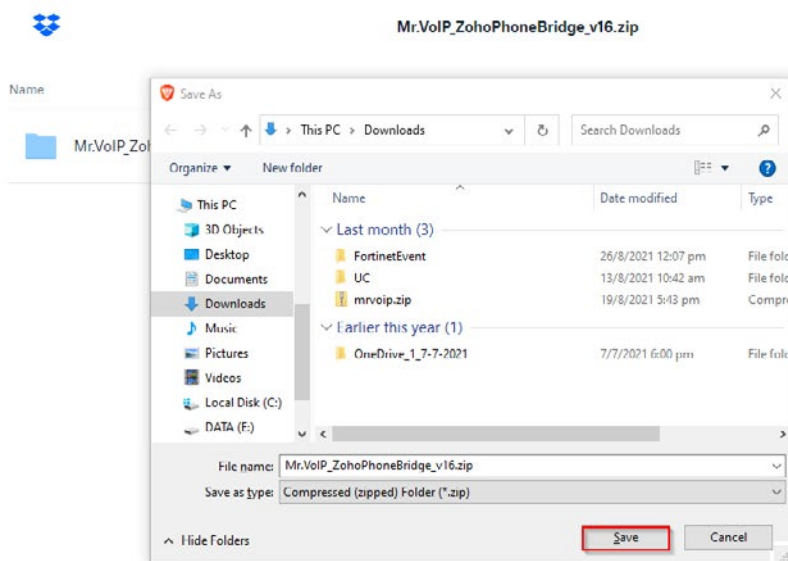 Mr.VoIP_ZohoPhoneBridge_v16.zip
Name
Mr.VoIP_Zoh
Save As
This PC > Downloads
Search Downloads
Organize
New folder
Name
Date modified
Type
This PC
3D Objects
Desktop
Documents
Downloads
Music
Pictures
Videos
Local Disk (C:)
DATA (F:)
Last month (3)
FortinetEvent 26/8/2021 12:07 pm File fold
UC 13/8/2021 10:42 am File fold
mrvoip.zip 19/8/2021 5:43 pm Compre
Earlier this year (1)
OneDrive_1_7-7-2021 7/7/2021 6:00 pm File fold
File name: Mr.VoIP_ZohoPhoneBridge_v16.zip
Save as type: Compressed (zipped) Folder (*.zip)
Hide Folders
Save
Cancel